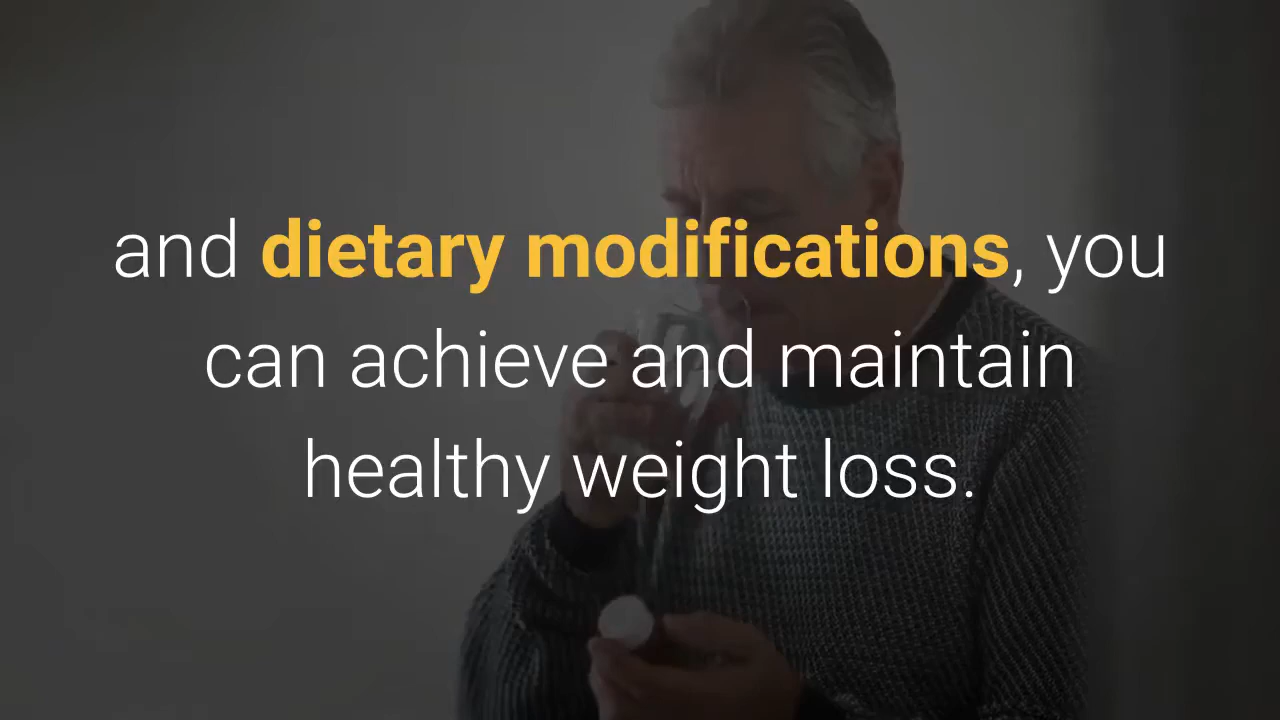 and dietary modifications, you
can achieve and maintain
healthy weight loss.